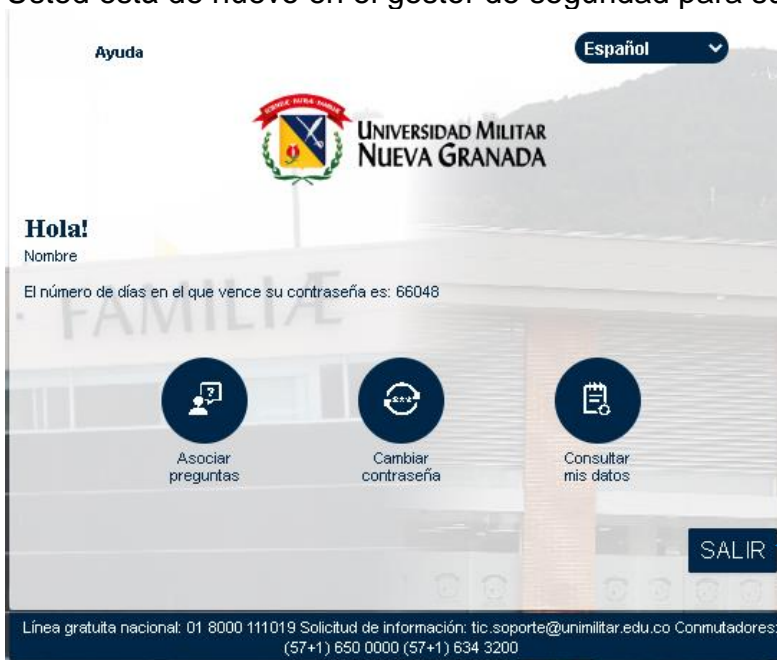 Ayuda
Español
UNIVERSIDAD MILITAR
NUEVA GRANADA
Hola!
Nombre
El número de días en el que vence su contraseña es: 66048
FAMILIÆ
Asociar
preguntas
Cambiar
contraseña
Consultar
mis datos
SALIR
Línea gratuita nacional: 01 8000 111019 Solicitud de información: tic.soporte@unimilitar.edu.co Conmutadores:
(57+1) 650 0000 (57+1) 634 3200